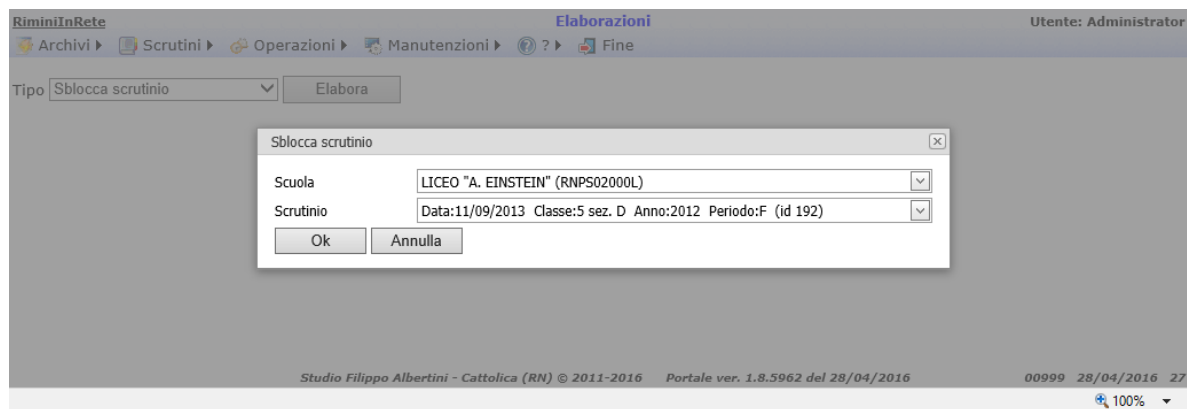 RiminiInRete Elaborazioni Utente: Administrator
Archivi Scrutini Operazioni Manutenzioni ? Fine
Tipo Sblocca scrutinio Elabora
Sblocca scrutinio
Scuola LICEO "A. EINSTEIN" (RNPS02000L)
Scrutinio Data:11/09/2013 Classe:5 sez. D Anno:2012 Periodo:F (id 192)
Ok Annulla
Studio Filippo Albertini - Cattolica (RN) © 2011-2016 Portale ver. 1.8.5962 del 28/04/2016 00999 28/04/2016 27
100%